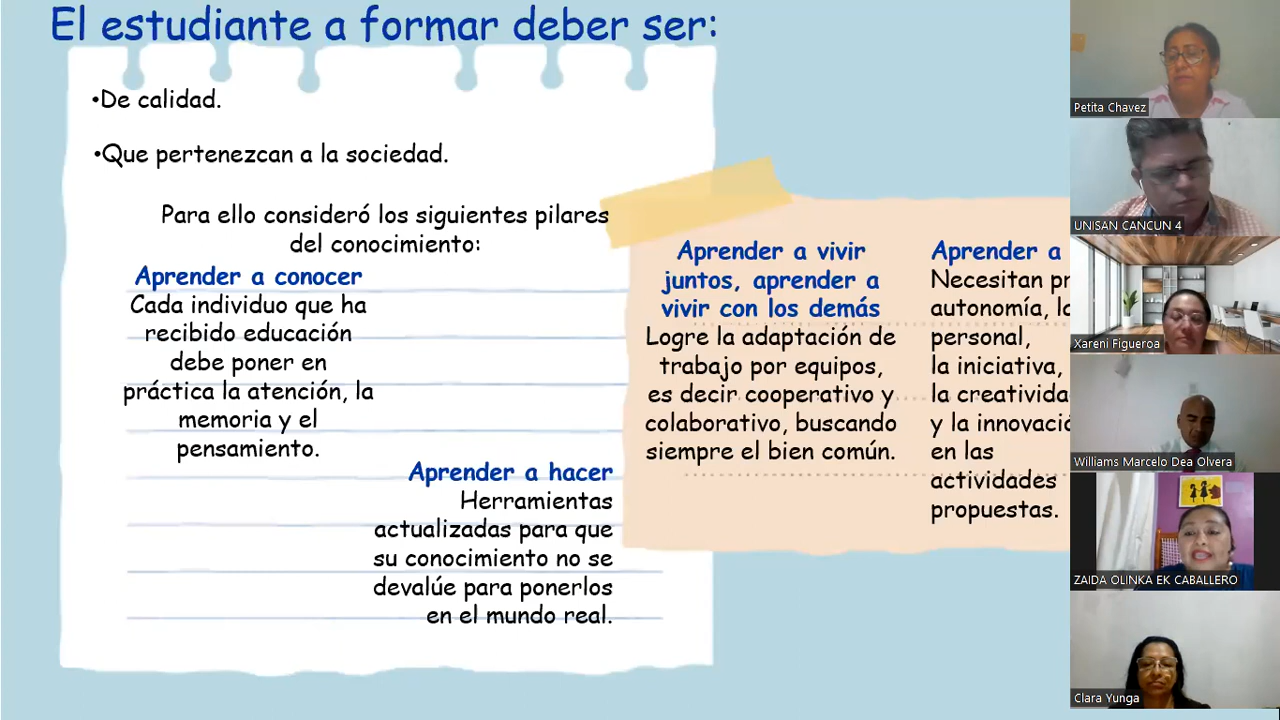 El estudiante a formar deber ser:
•De calidad.
•Que pertenezcan a la sociedad.
Para ello consideró los siguientes pilares
del conocimiento:
Aprender a conocer
Cada individuo que ha
recibido educación
debe poner en
práctica la atención, la
memoria y el
pensamiento.
Aprender a hacer
Herramientas
actualizadas para que
su conocimiento no se
devalúe para ponerlos
en el mundo real.
Aprender a vivir
juntos, aprender a
vivir con los demás
Logre la adaptación de
trabajo por equipos,
es decir cooperativo y
colaborativo, buscando
siempre el bien común.
Aprender a
Necesitan
autonomía,
personal,
la iniciativa,
la
y la
en las
actividades
propuestas.
Petita Chavez
UNISAN CANCUN 4
Xareni Figueroa
Williams Marcelo Dea Olvera
ZAIDA OLINKA EK CABALLERO
Clara Yunga